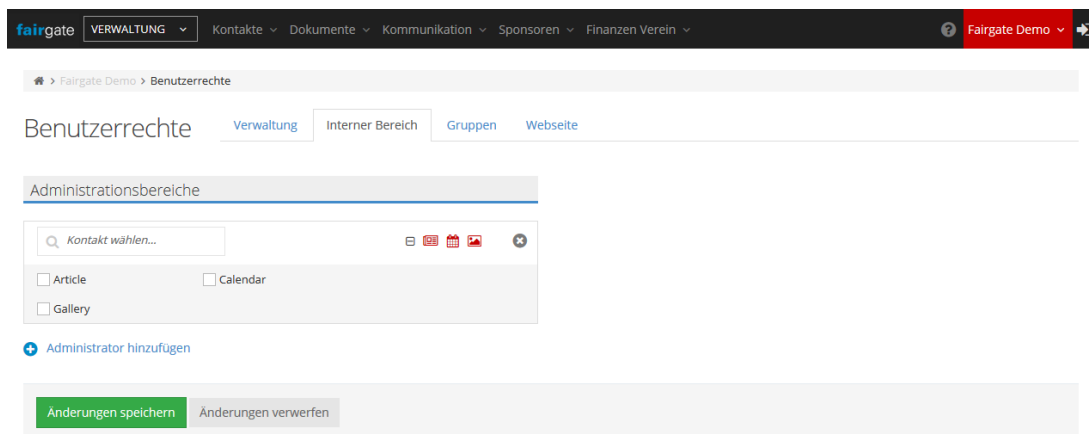 fairgate VERWALTUNG Kontakte Dokumente Kommunikation Sponsoren Finanzen Verein Fairgate Demo
> Fairgate Demo > Benutzerrechte
Benutzerrechte Verwaltung Interner Bereich Gruppen Webseite
Administrationsbereiche
Kontakt wählen...
Article Calendar
Gallery
Administrator hinzufügen
Änderungen speichern Änderungen verwerfen